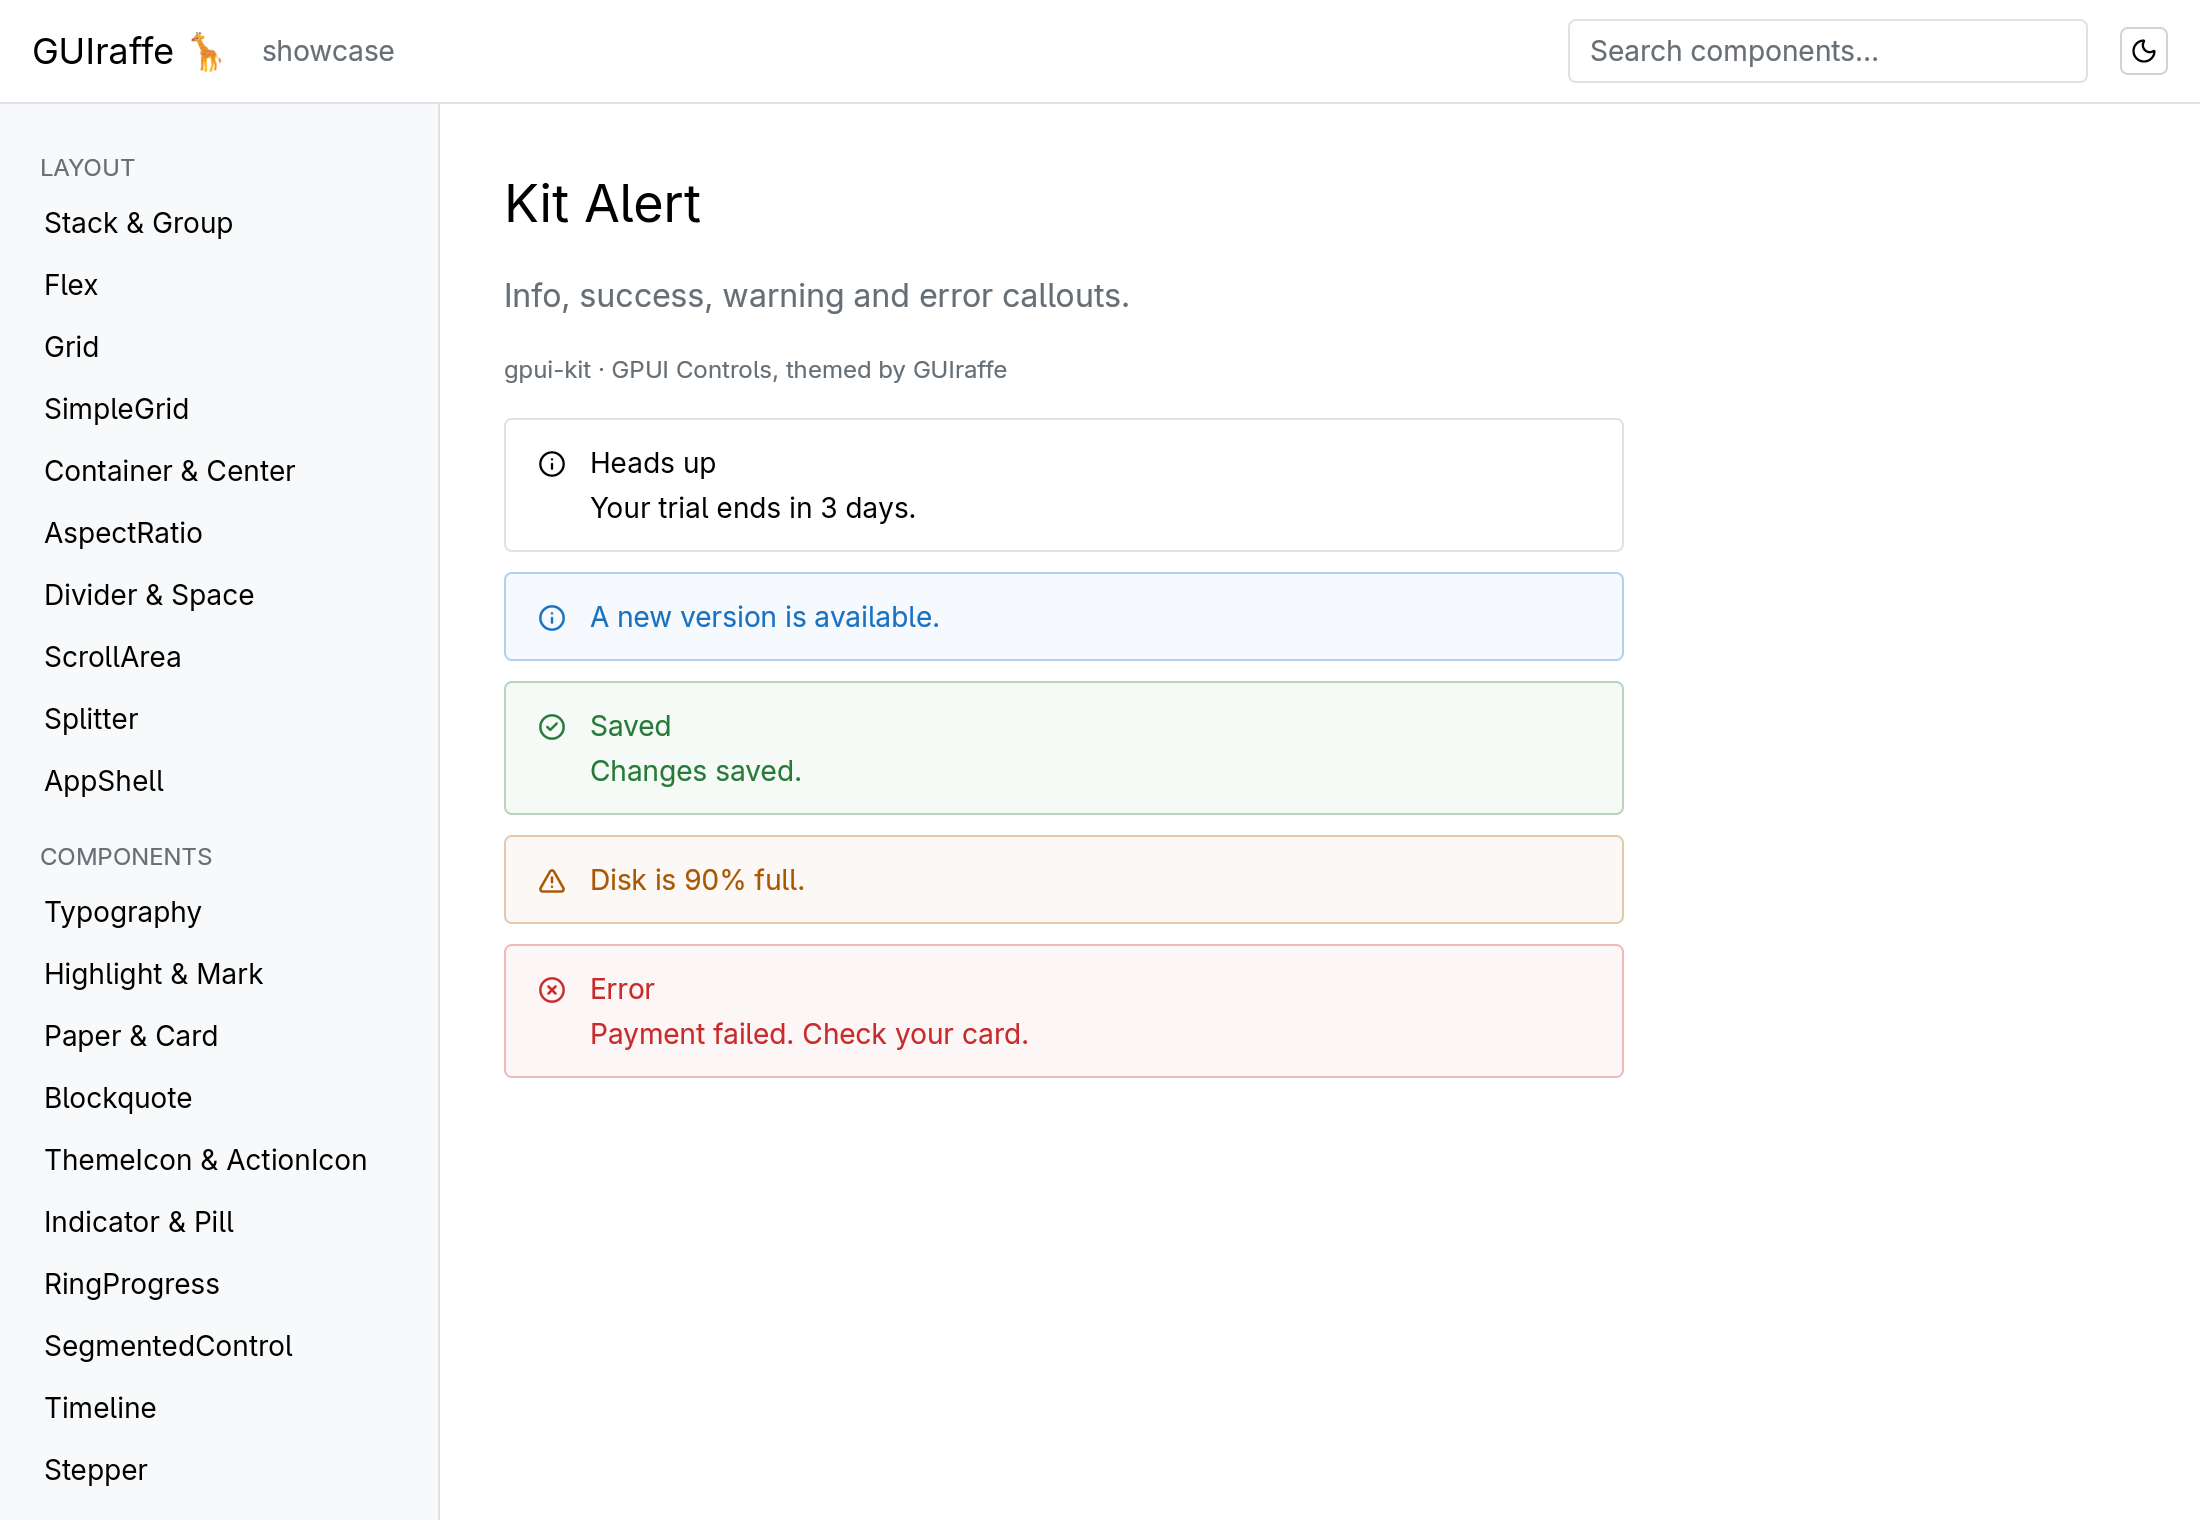 GUIraffe 🦒 showcase
Search components...
LAYOUT
Stack & Group
Flex
Grid
SimpleGrid
Container & Center
AspectRatio
Divider & Space
ScrollArea
Splitter
AppShell
COMPONENTS
Typography
Highlight & Mark
Paper & Card
Blockquote
ThemeIcon & ActionIcon
Indicator & Pill
RingProgress
SegmentedControl
Timeline
Stepper
Kit Alert
Info, success, warning and error callouts.
gpui-kit · GPUI Controls, themed by GUIraffe
Heads up
Your trial ends in 3 days.
A new version is available.
Saved
Changes saved.
Disk is 90% full.
Error
Payment failed. Check your card.